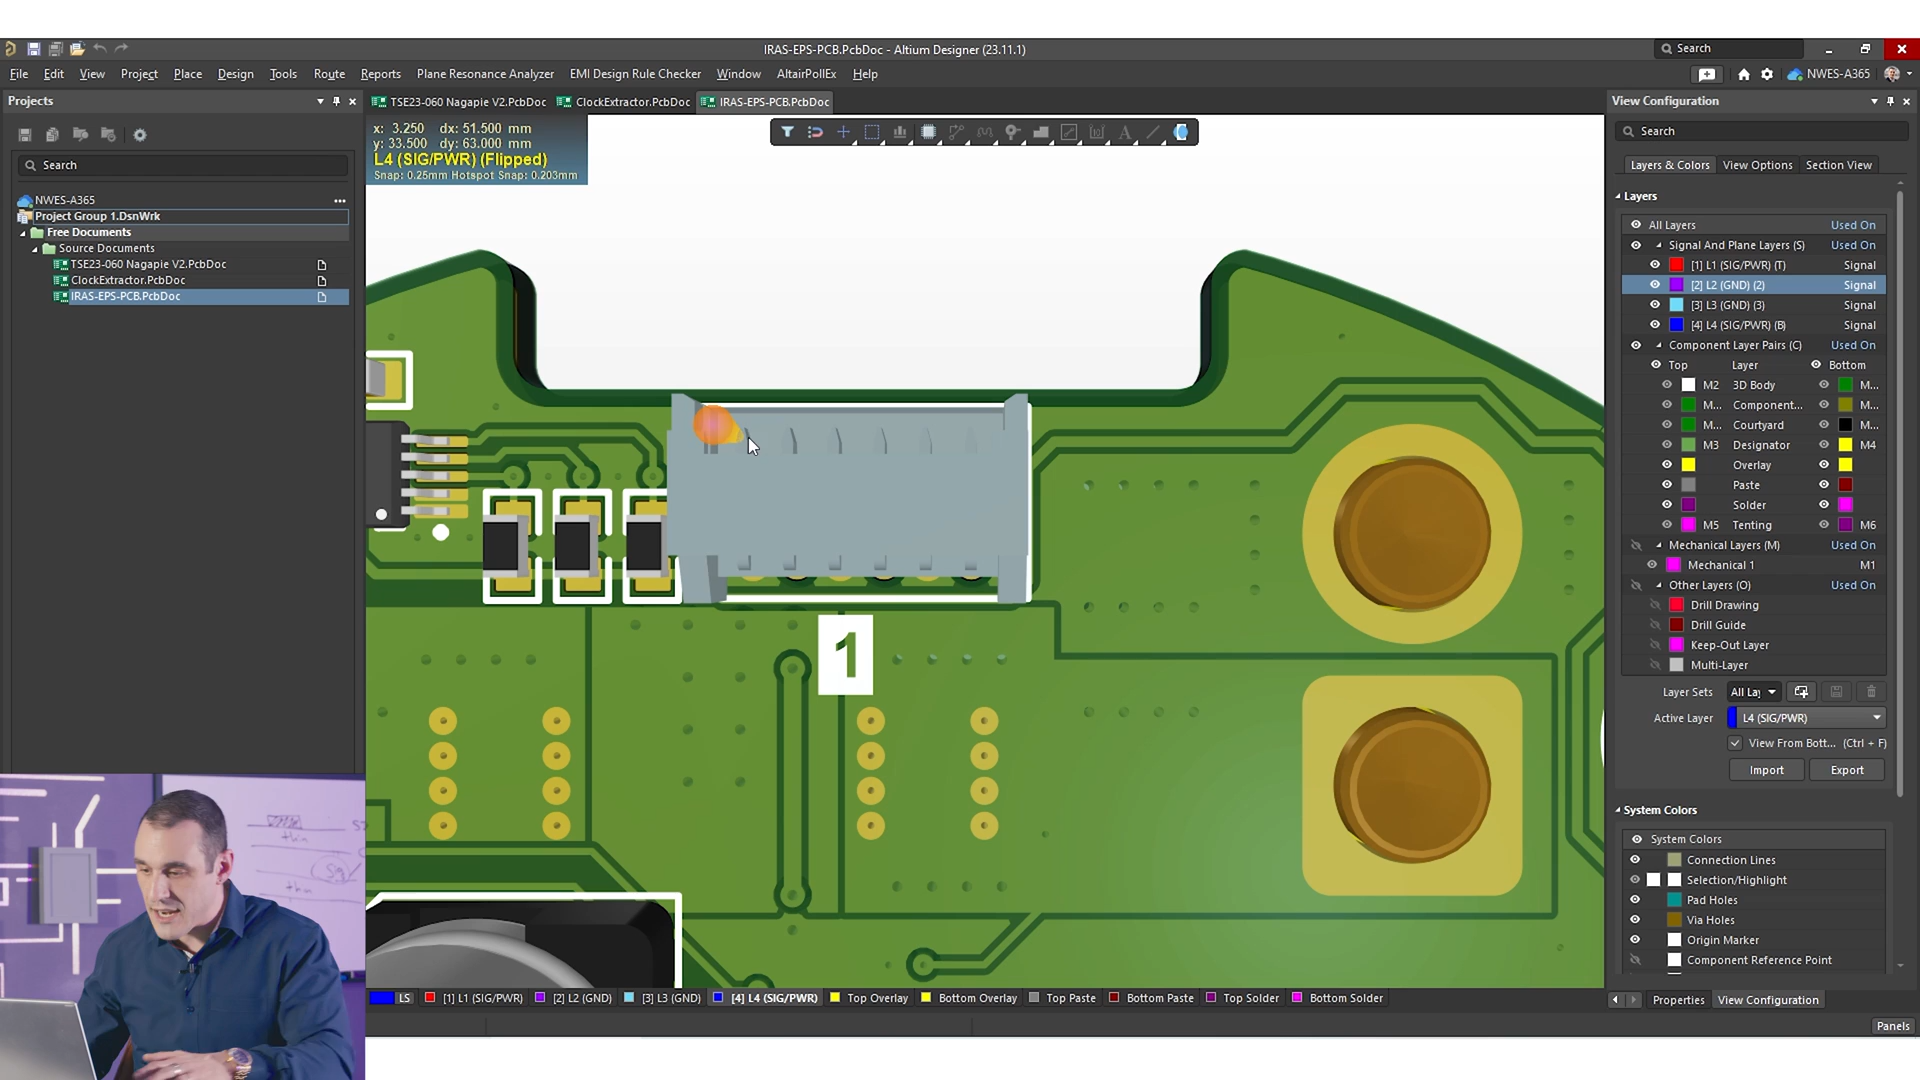 IRAS-EPS-PCB.PcbDoc - Altium Designer (23.11.1)
Search
File Edit View Project Place Design Tools Route Reports Plane Resonance Analyzer EMI Design Rule Checker Window AltairPollEx Help
NWES-A365
Projects
TSE23-060 Nagapie V2.PcbDoc ClockExtractor.PcbDoc IRAS-EPS-PCB.PcbDoc
View Configuration
x: 3.250 dx: 51.500 mm
y: 33.500 dy: 63.000 mm
L4 (SIG/PWR) (Flipped)
Snap: 0.25mm Hotspot Snap: 0.203mm
Search
NWES-A365
Project Group 1.DsnWrk
Free Documents
Source Documents
TSE23-060 Nagapie V2.PcbDoc
ClockExtractor.PcbDoc
IRAS-EPS-PCB.PcbDoc
1
Search
Layers & Colors View Options Section View
Layers
All Layers Used On
Signal And Plane Layers (S) Used On
[1] L1 (SIG/PWR) (T) Signal
[2] L2 (GND) (2) Signal
[3] L3 (GND) (3) Signal
[4] L4 (SIG/PWR) (B) Signal
Component Layer Pairs (C) Used On
Top Layer Bottom
M2 3D Body M...
M... Component... M...
M... Courtyard M...
M3 Designator M4
Overlay
Paste
Solder
M5 Tenting M6
Mechanical Layers (M) Used On
Mechanical 1 M1
Other Layers (O) Used On
Drill Drawing
Drill Guide
Keep-Out Layer
Multi-Layer
Layer Sets All La
Active Layer L4 (SIG/PWR)
View From Bott... (Ctrl + F)
Import Export
System Colors
System Colors
Connection Lines
Selection/Highlight
Pad Holes
Via Holes
Origin Marker
Component Reference Point
thin
Sig
thin
LS [1] L1 (SIG/PWR) [2] L2 (GND) [3] L3 (GND) [4] L4 (SIG/PWR) Top Overlay Bottom Overlay Top Paste Bottom Paste Top Solder Bottom Solder
Properties View Configuration
Panels